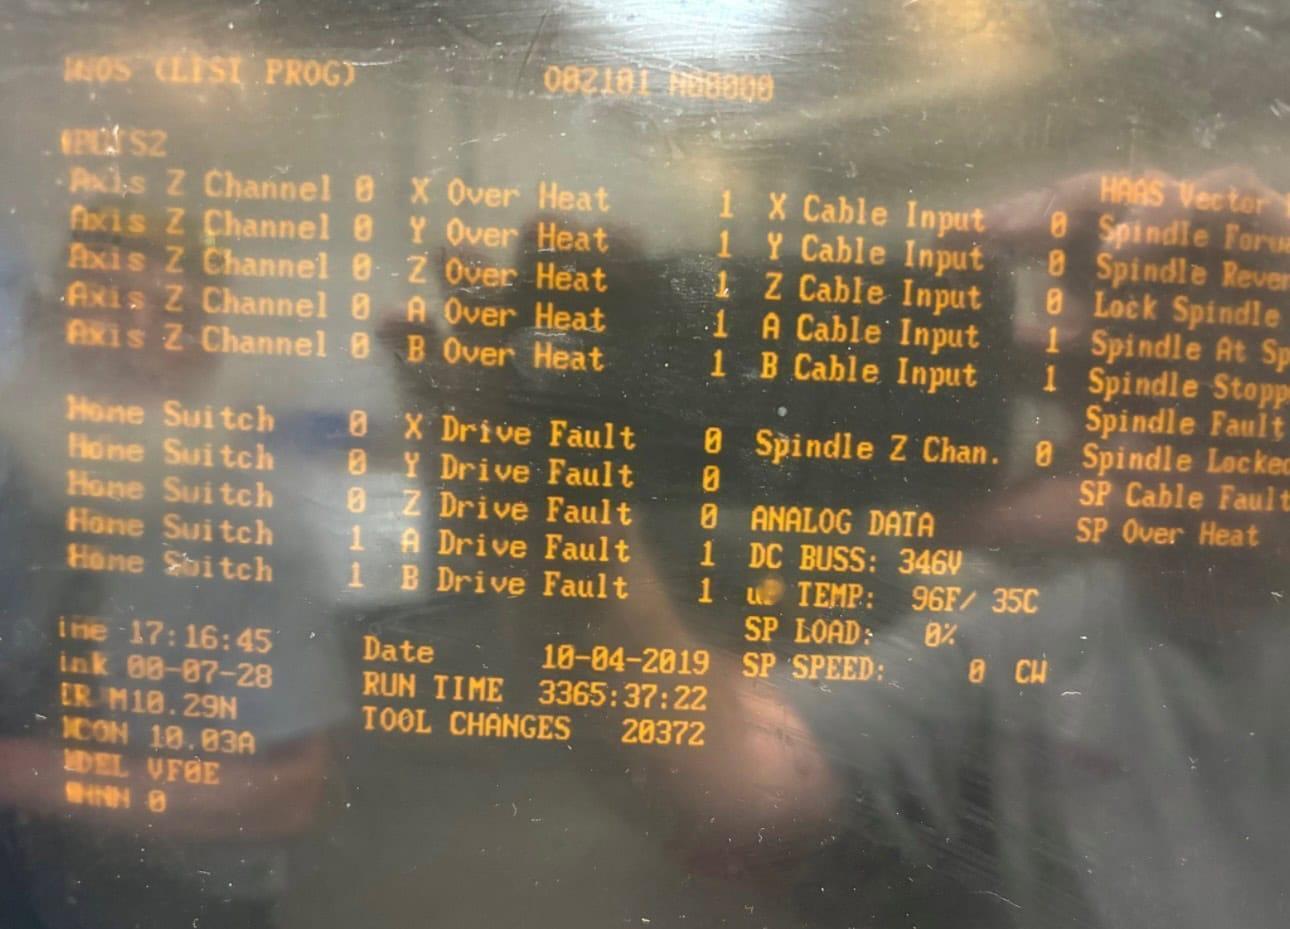 (LIST PROG) O02101 N00000
Axis Z Channel 0 X Over Heat 1 X Cable Input 0 HAAS Vector
Axis Z Channel 0 Y Over Heat 1 Y Cable Input 0 Spindle
Axis Z Channel 0 Z Over Heat 1 Z Cable Input 0 Spindle
Axis Z Channel 0 A Over Heat 1 A Cable Input 1 Lock Spindle
Axis Z Channel 0 B Over Heat 1 B Cable Input 1 Spindle At
Spindle
Home Switch 0 X Drive Fault 0 Spindle Z Chan. 0 Spindle Fault
Home Switch 0 Y Drive Fault 0 Spindle Locked
Home Switch 0 Z Drive Fault 0 ANALOG DATA SP Cable Fault
Home Switch 1 A Drive Fault 1 DC BUSS: 346V SP Over Heat
Home Switch 1 B Drive Fault 1 TEMP: 96F/ 35C
SP LOAD: 0%
17:16:45 Date 10-04-2019 SP SPEED: 0 CW
00-07-28 RUN TIME 3365:37:22
M10.29N TOOL CHANGES 20372
10.03A
VF0E
0